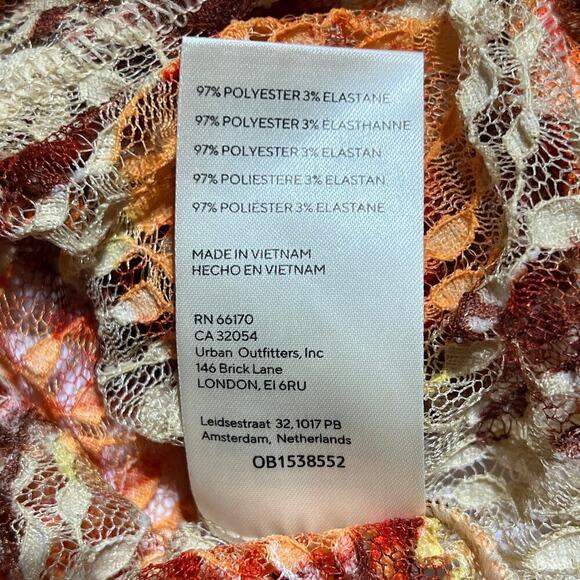 97% POLYESTER 3% ELASTANE
97% POLYESTER 3% ÉLASTHANNE
97% POLYESTER 3% ELASTAN
97% POLIESTERE 3% ELASTAN
97% POLIÉSTER 3% ELASTANE
MADE IN VIETNAM
HECHO EN VIETNAM
RN 66170
CA 32054
Urban Outfitters, Inc
146 Brick Lane
LONDON, E1 6RU
Leidsestraat 32, 1017 PB
Amsterdam, Netherlands
OB1538552